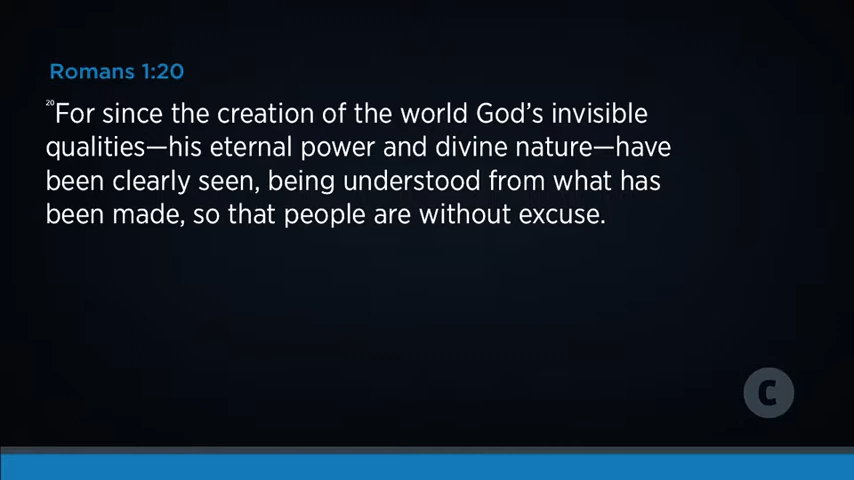 Romans 1:20
20For since the creation of the world God's invisible
qualities—his eternal power and divine nature—have
been clearly seen, being understood from what has
been made, so that people are without excuse.
C